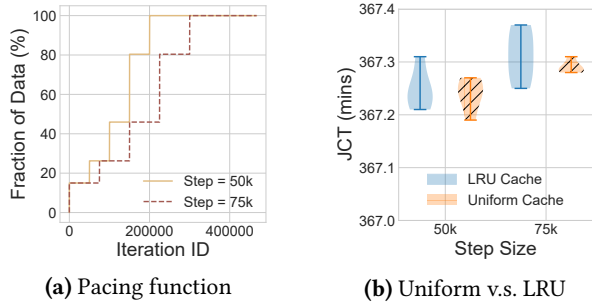 Fraction of Data (%)
100
80
60
40
20
0
Step = 50k
Step = 75k
0
200000
400000
Iteration ID
(a) Pacing function
JCT (mins)
367.4
367.3
367.2
367.1
367.0
LRU Cache
Uniform Cache
50k
75k
Step Size
(b) Uniform v.s. LRU